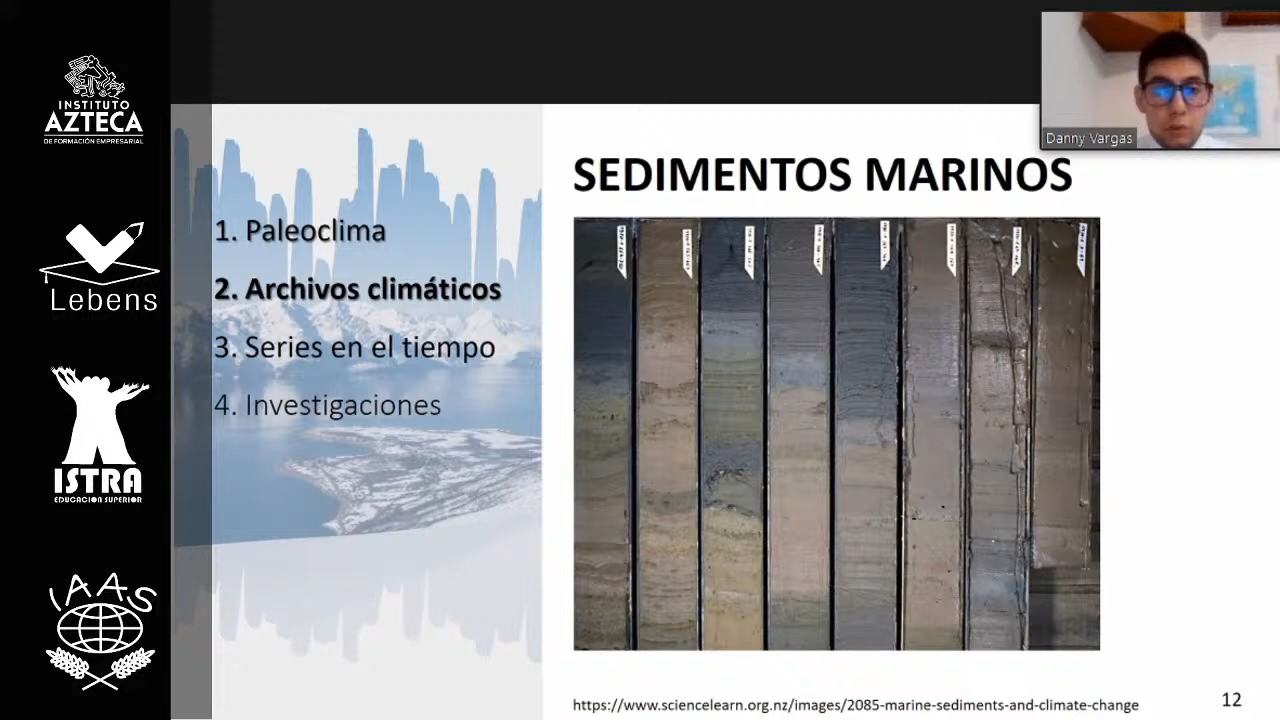 INSTITUTO
AZTECA
DE FORMACIÓN EMPRESARIAL
Lebens
ISTRA
EDUCACION SUPERIOR
IAAS
1. Paleoclima
2. Archivos climáticos
3. Series en el tiempo
4. Investigaciones
SEDIMENTOS MARINOS
https://www.sciencelearn.org.nz/images/2085-marine-sediments-and-climate-change
12
Danny Vargas